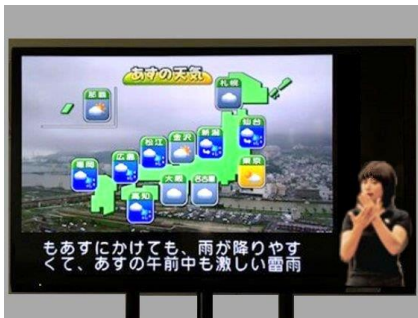 あすの天気
那覇
札幌
仙台
新潟
金沢
松江
広島
福岡
東京
大阪
名古屋
高知
もあすにかけても、雨が降りやす
くて、あすの午前中も激しい雷雨